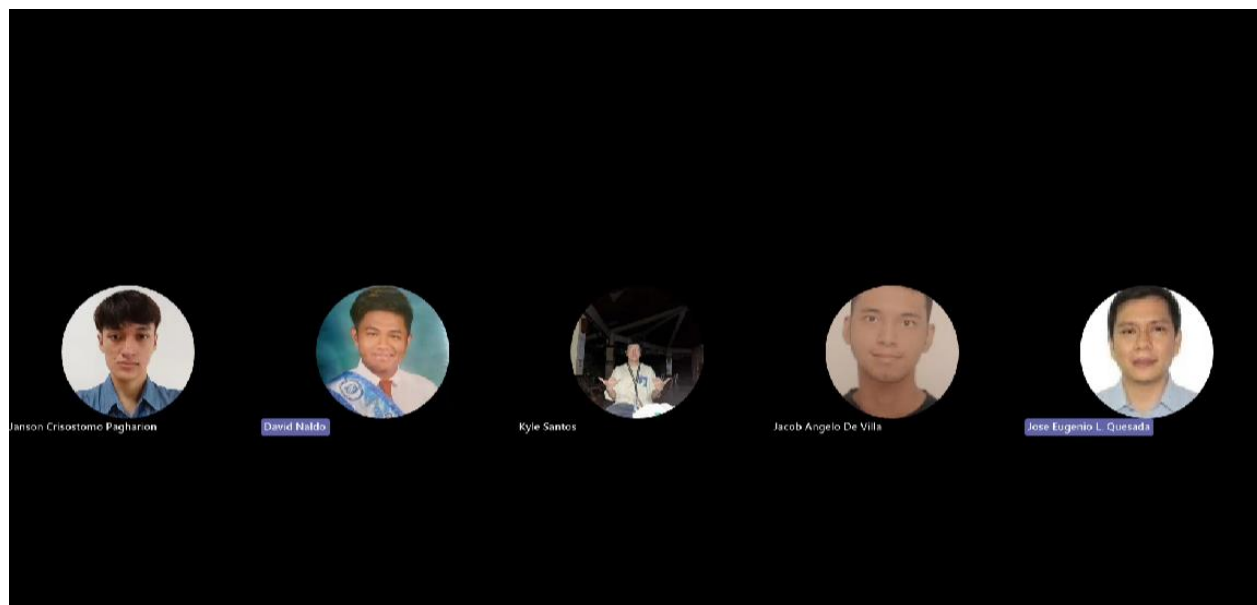 Janson Crisostomo Pagharion
David Naldo
Kyle Santos
Jacob Angelo De Villa
Jose Eugenio L. Quesada